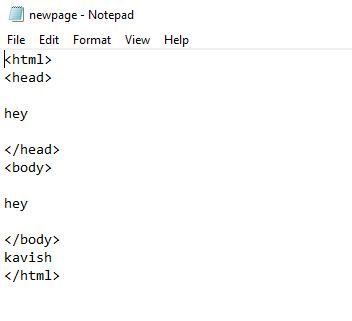 newpage - Notepad
File Edit Format View Help
<html>
<head>
hey
</head>
<body>
hey
</body>
kavish
</html>